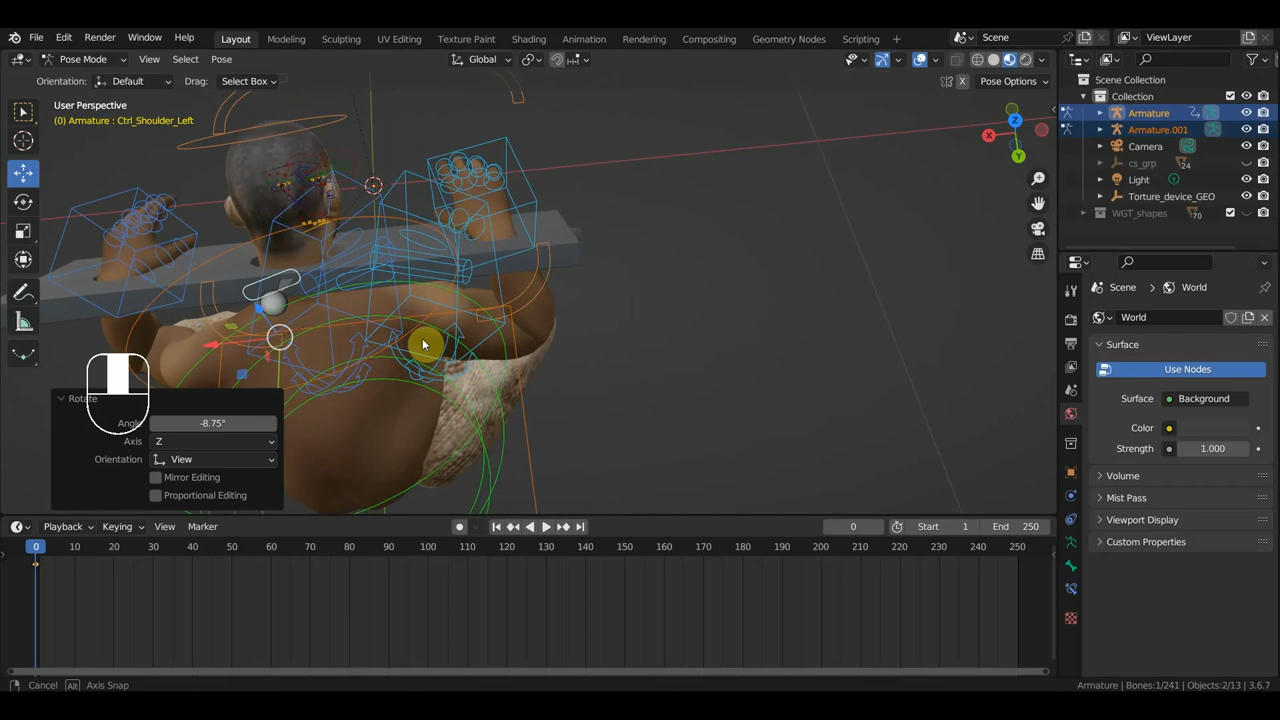 File Edit Render Window Help Layout Modeling Sculpting UV Editing Texture Paint Shading Animation Rendering Compositing Geometry Nodes Scripting + Scene ViewLayer
Pose Mode View Select Pose Global
Orientation: Default Drag: Select Box X Pose Options
User Perspective
(0) Armature : Ctrl_Shoulder_Left
X
Z
Y
Rotate
Angle -8.75°
Axis Z
Orientation View
Mirror Editing
Proportional Editing
Scene Collection
Collection
Armature
Armature.001
Camera
cs_grp 24
Light
Torture_device_GEO
WGT_shapes 70
Scene World
World
Surface
Use Nodes
Surface Background
Color
Strength 1.000
Volume
Mist Pass
Viewport Display
Custom Properties
Playback Keying View Marker 0 Start 1 End 250
0 10 20 30 40 50 60 70 80 90 100 110 120 130 140 150 160 170 180 190 200 210 220 230 240 250
Cancel Alt Axis Snap Armature | Bones:1/241 | Objects:2/13 | 3.6.7